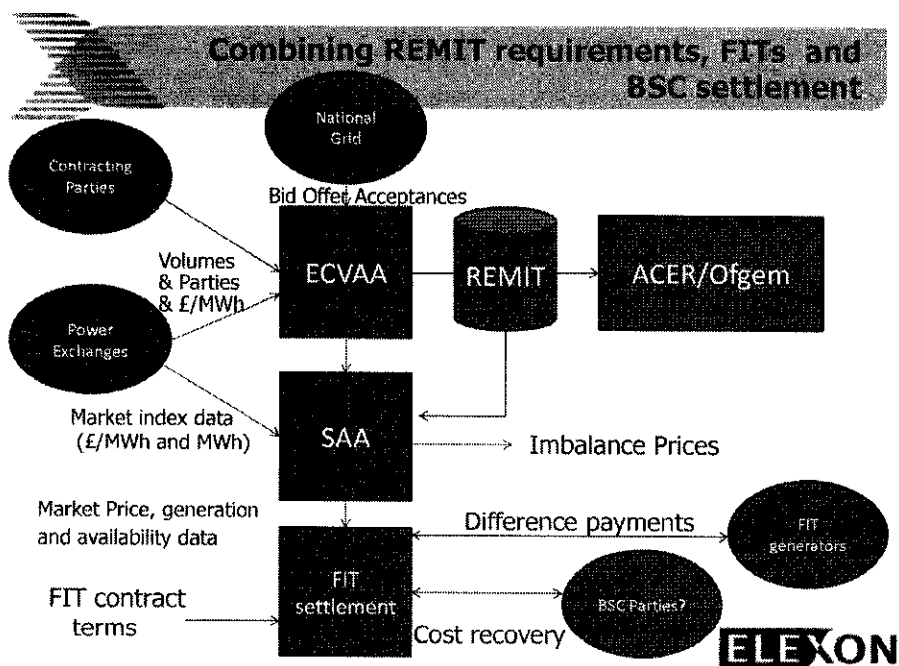 Combining REMIT requirements, FITs and
BSC settlement
National
Grid
Contracting
Parties
Bid Offer Acceptances
Volumes
& Parties
& £/MWh
ECVAA
REMIT
ACER/Ofgem
Power
Exchanges
Market index data
(£/MWh and MWh)
SAA
Imbalance Prices
Market Price, generation
and availability data
Difference payments
FIT
generators
FIT
settlement
FIT contract
terms
BSC Parties?
Cost recovery
ELEXON